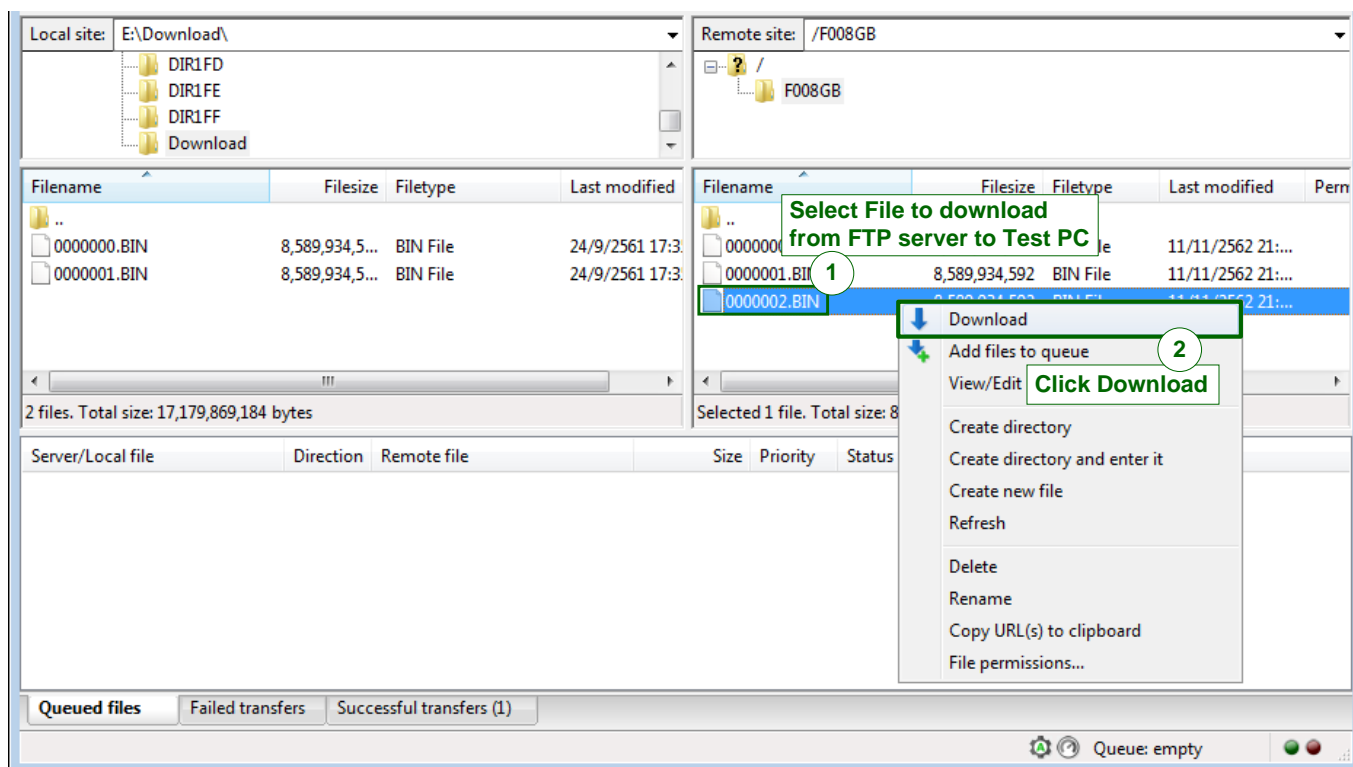 Local site: E:\Download\
DIR1FD
DIR1FE
DIR1FF
Download
Remote site: /F008GB
/
F008GB
Filename Filesize Filetype Last modified
..
0000000.BIN 8,589,934,5... BIN File 24/9/2561 17:3
0000001.BIN 8,589,934,5... BIN File 24/9/2561 17:3
2 files. Total size: 17,179,869,184 bytes
Filename Filesize Filetype Last modified Perm
..
Select File to download
from FTP server to Test PC
11/11/2562 21:...
1
0000001.BIN 8,589,934,592 BIN File 11/11/2562 21:...
0000002.BIN
Download
Add files to queue
2
View/Edit
Click Download
Create directory
Create directory and enter it
Create new file
Refresh
Delete
Rename
Copy URL(s) to clipboard
File permissions...
Selected 1 file. Total size: 8
Server/Local file Direction Remote file Size Priority Status
Queued files Failed transfers Successful transfers (1)
Queue: empty